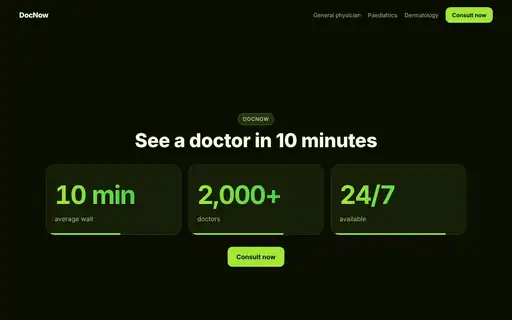 DocNow
General physician Paediatrics Dermatology Consult now
DOCNOW
See a doctor in 10 minutes
10 min 2,000+ 24/7
average wait doctors available
Consult now